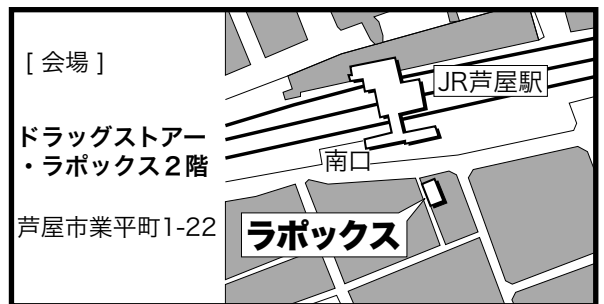 [ 会場 ]
ドラッグストアー
・ラポックス２階
芦屋市業平町1-22
JR芦屋駅
南口
ラポックス